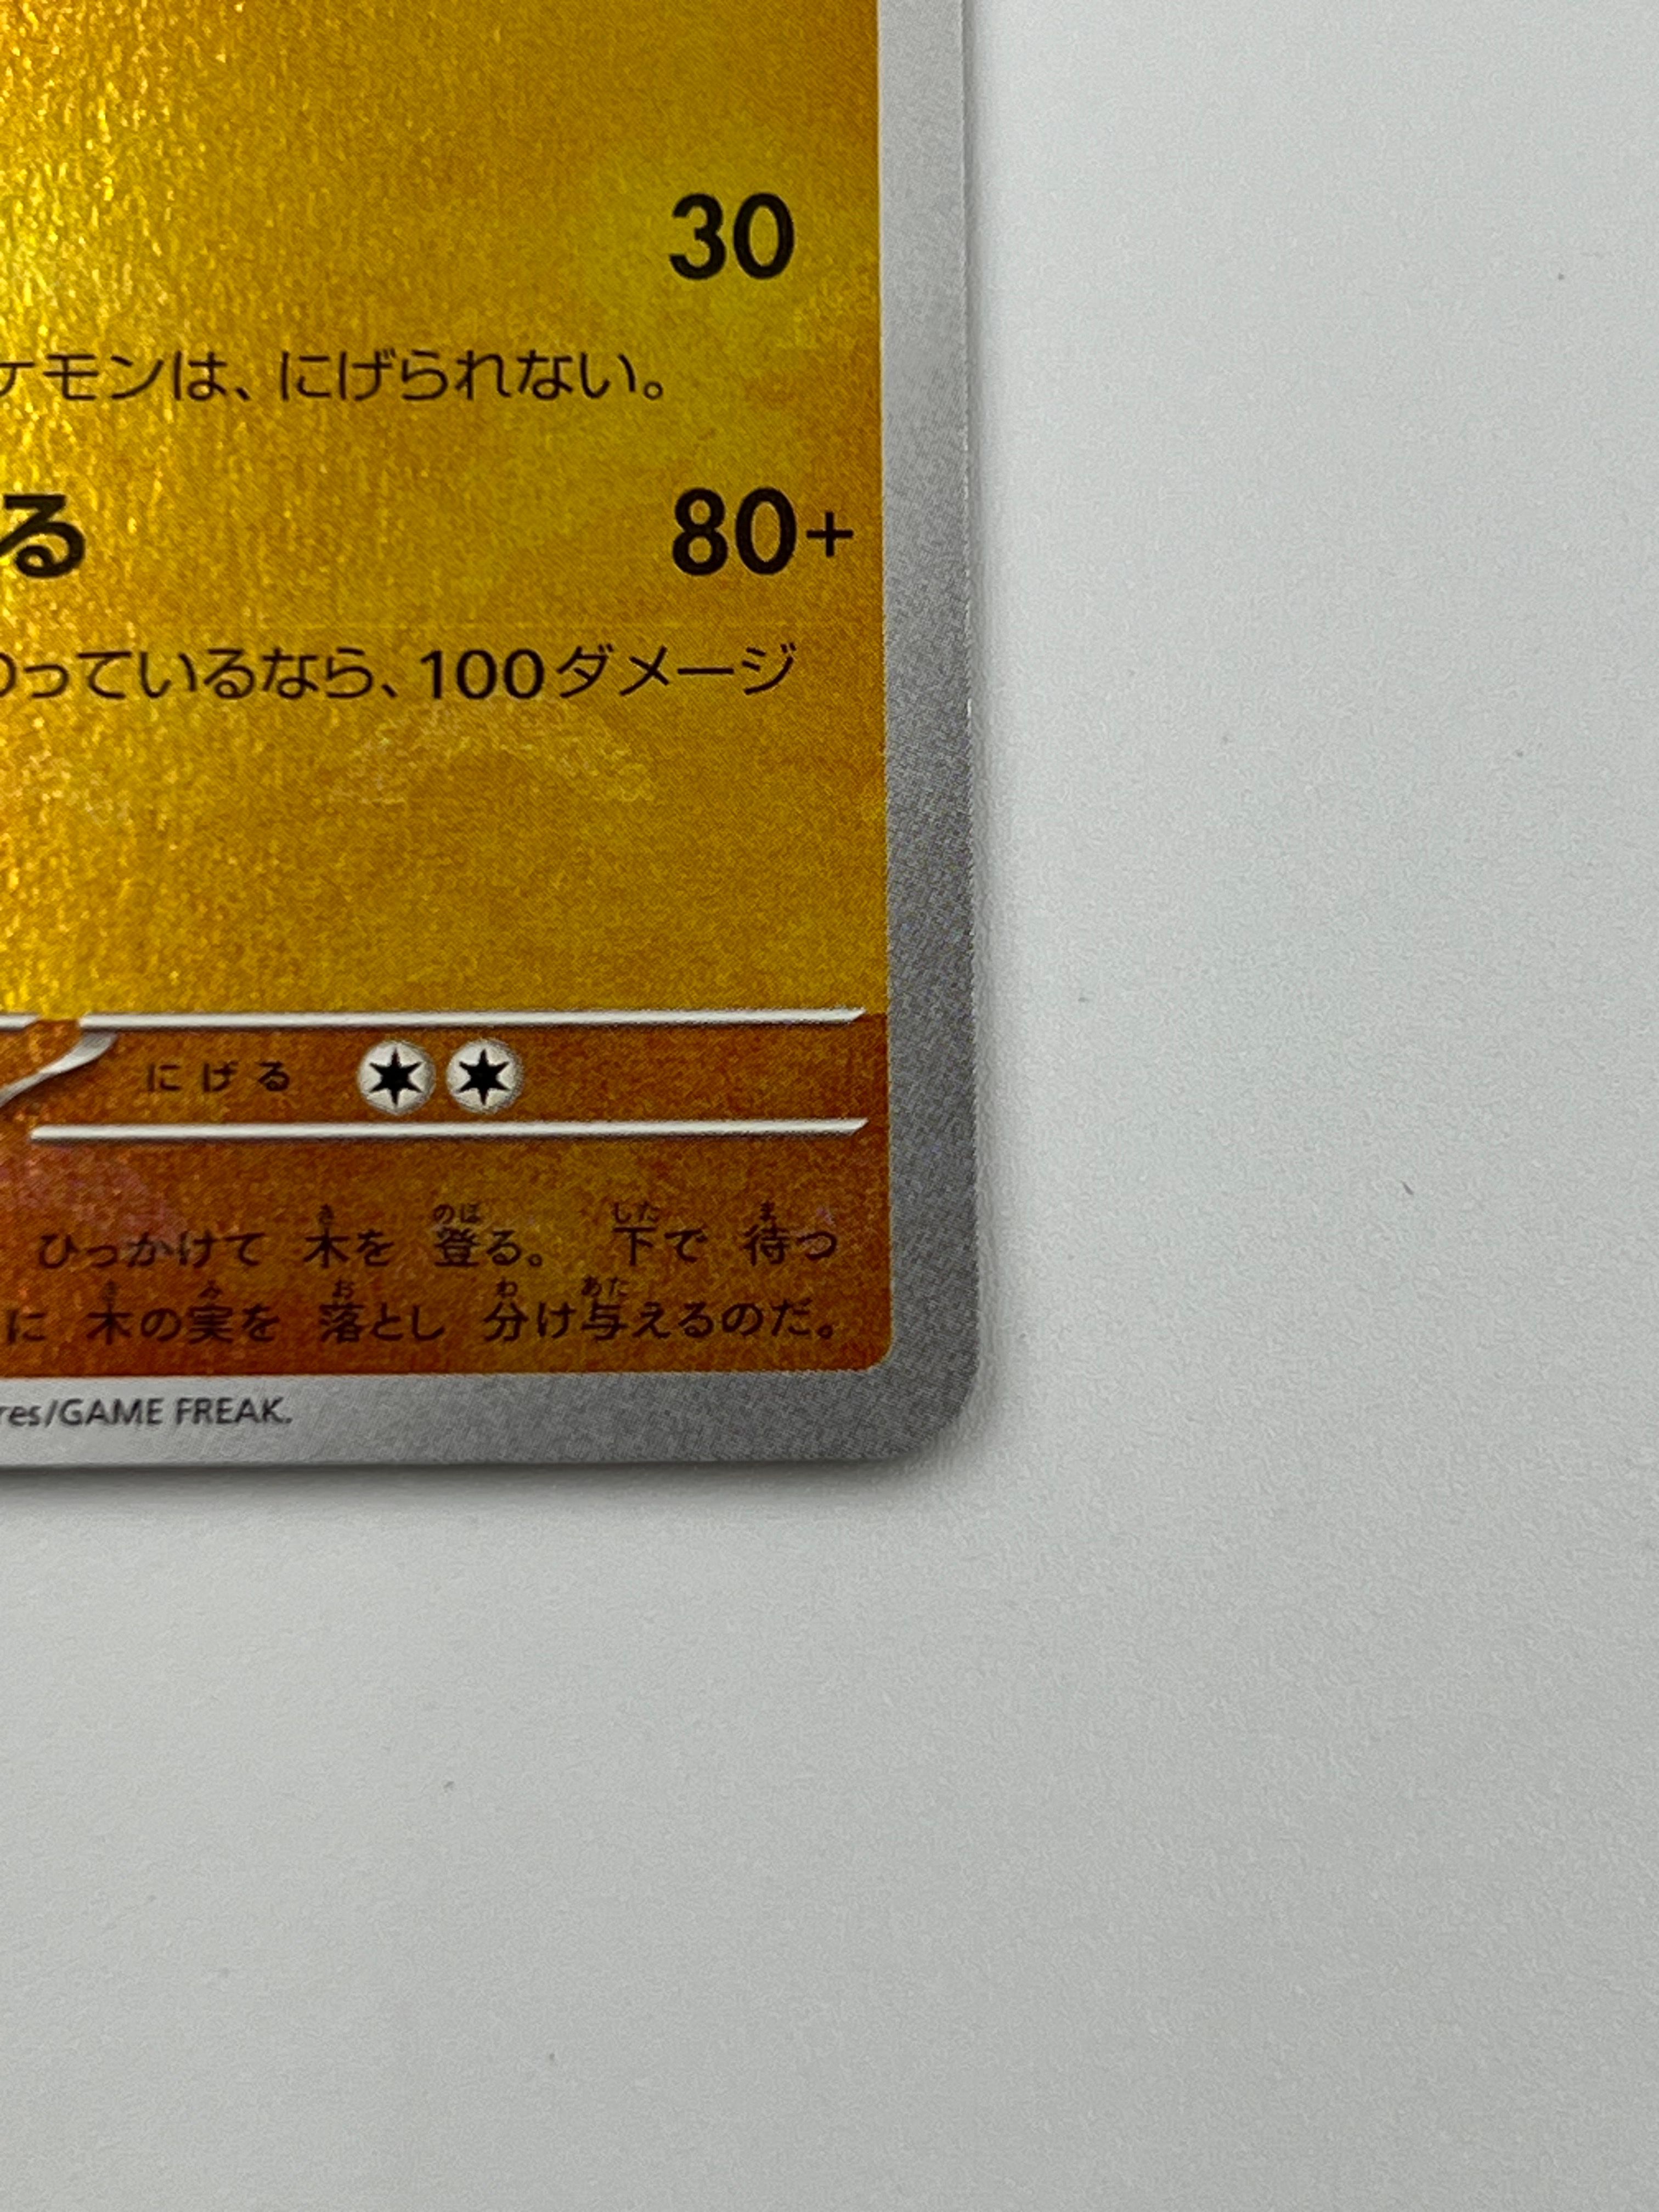 30
ケモンは、にげられない。
る 80+
のっているなら、100ダメージ
にげる
ひっかけて 木を 登る。 下で 待つ
に 木の実を 落とし 分け与えるのだ。
res/GAME FREAK.